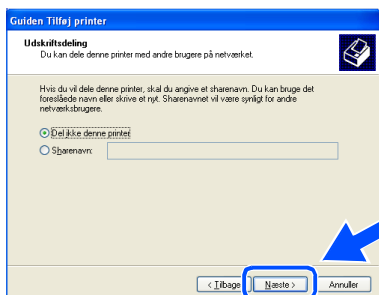 Guiden Tilføj printer
Udskriftsdeling
Du kan dele denne printer med andre brugere på netværket.
Hvis du vil dele denne printer, skal du angive et sharenavn. Du kan bruge det
foreslåede navn eller skrive et nyt. Sharenavnet vil være synligt for andre
netværksbrugere.
Del ikke denne printer
Sharenavn:
< Tilbage Næste > Annuller